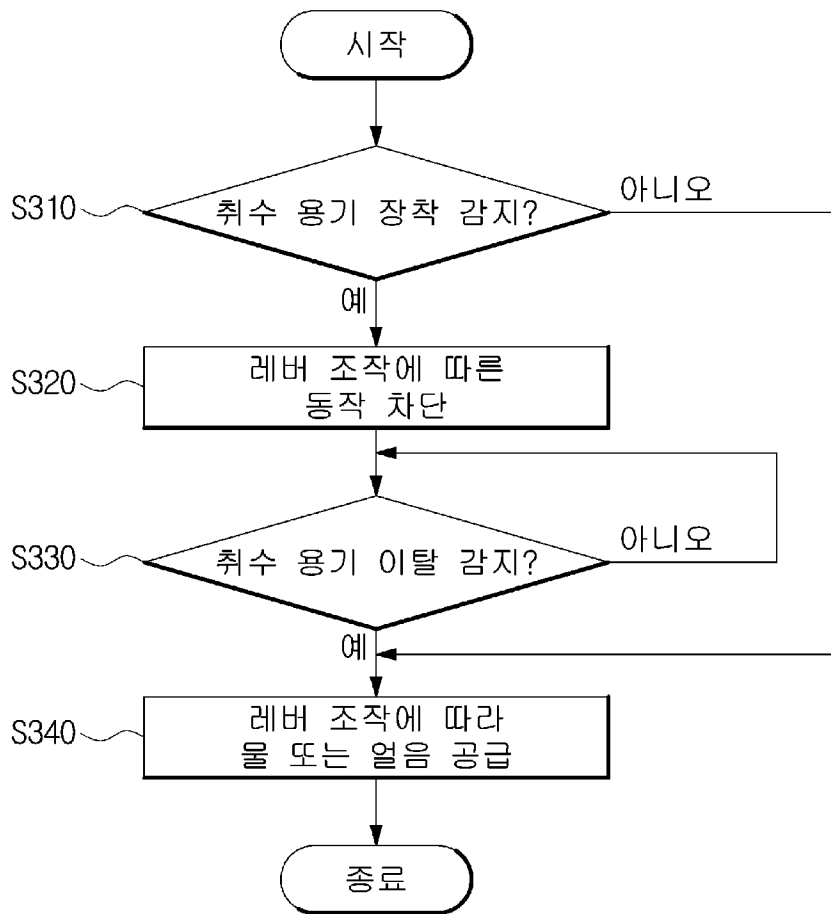 시작
S310
취수 용기 장착 감지?
아니오
예
S320
레버 조작에 따른
동작 차단
S330
취수 용기 이탈 감지?
아니오
예
S340
레버 조작에 따라
물 또는 얼음 공급
종료